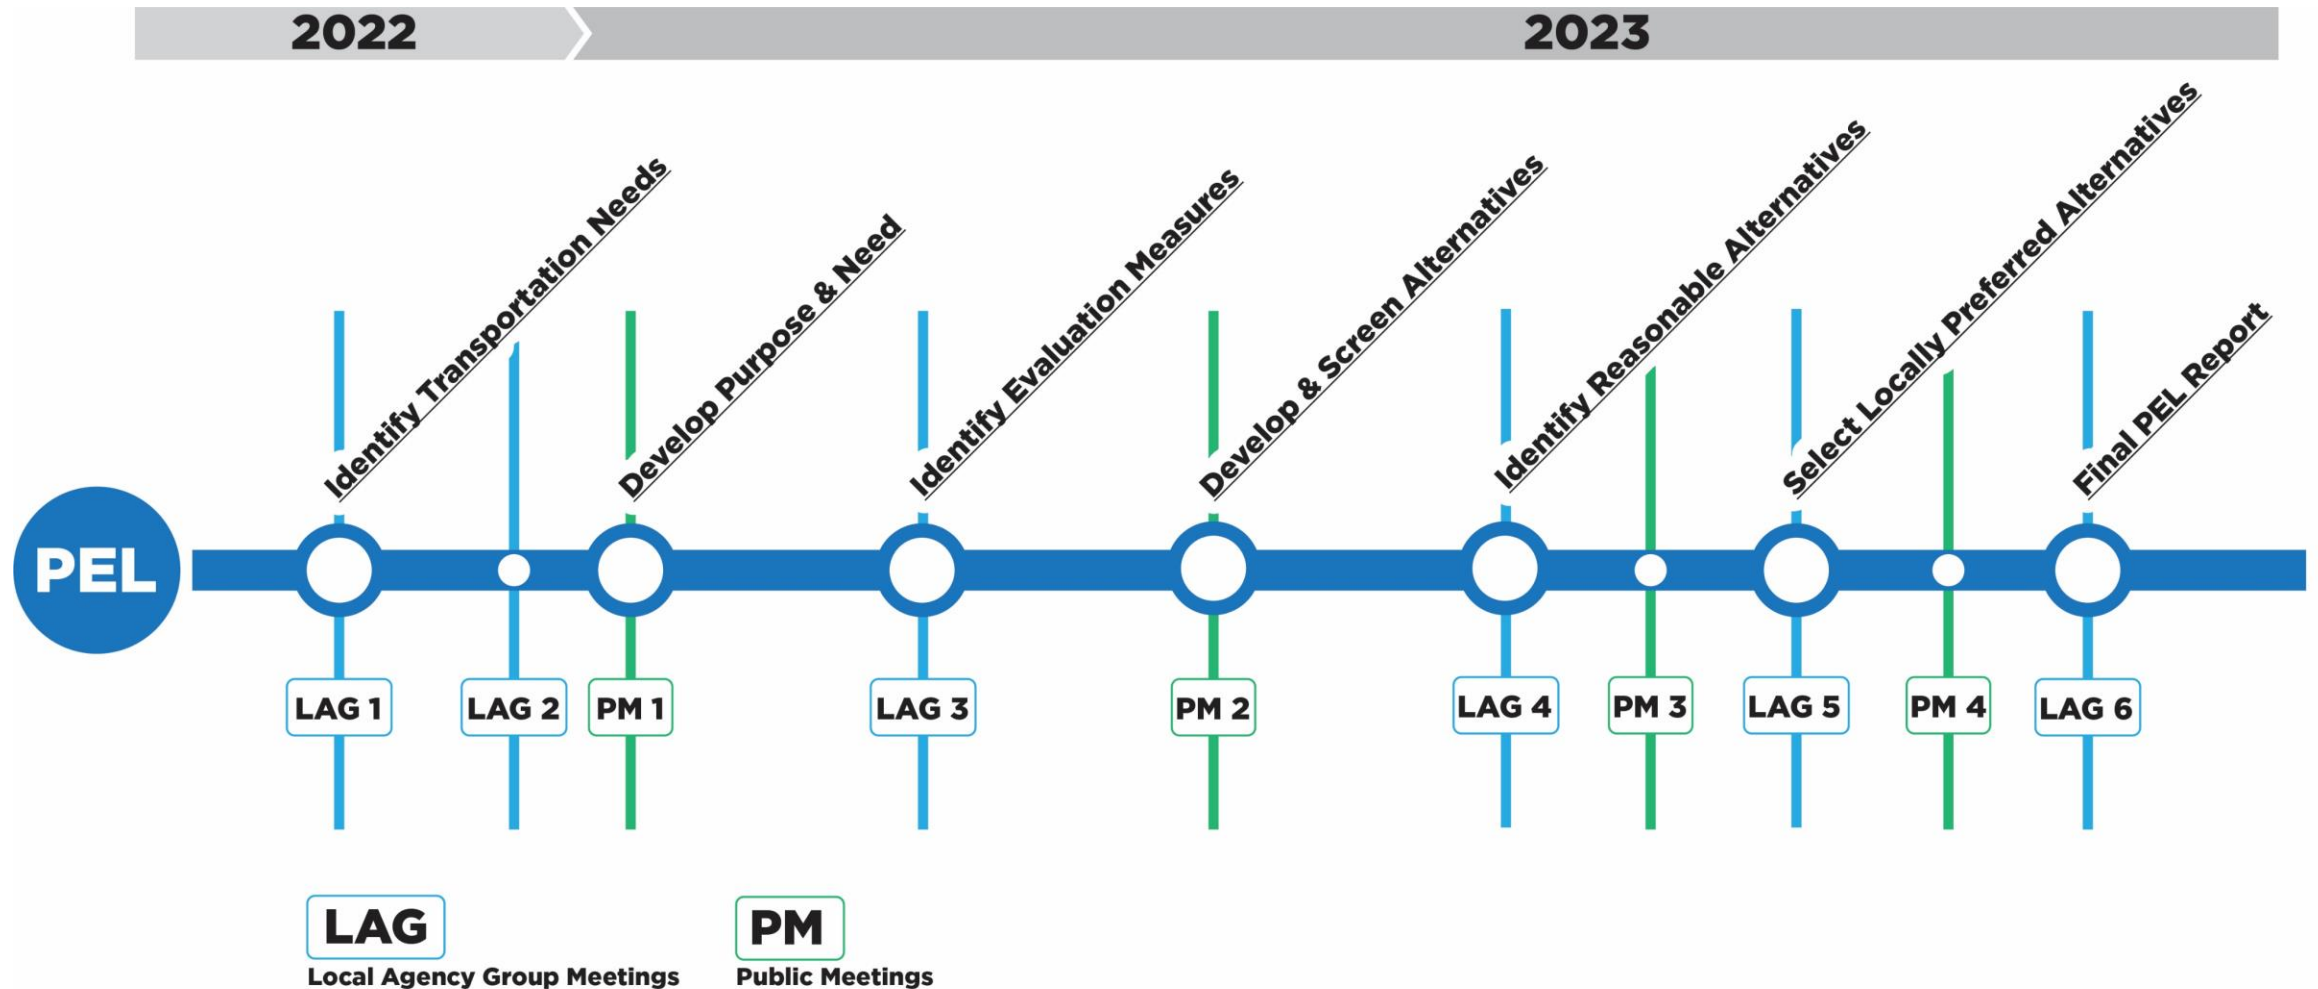 2022
2023
Identify Transportation Needs
Develop Purpose & Need
Identify Evaluation Measures
Develop & Screen Alternatives
Identify Reasonable Alternatives
Select Locally Preferred Alternatives
Final PEL Report
PEL
LAG 1
LAG 2
PM 1
LAG 3
PM 2
LAG 4
PM 3
LAG 5
PM 4
LAG 6
LAG
Local Agency Group Meetings
PM
Public Meetings